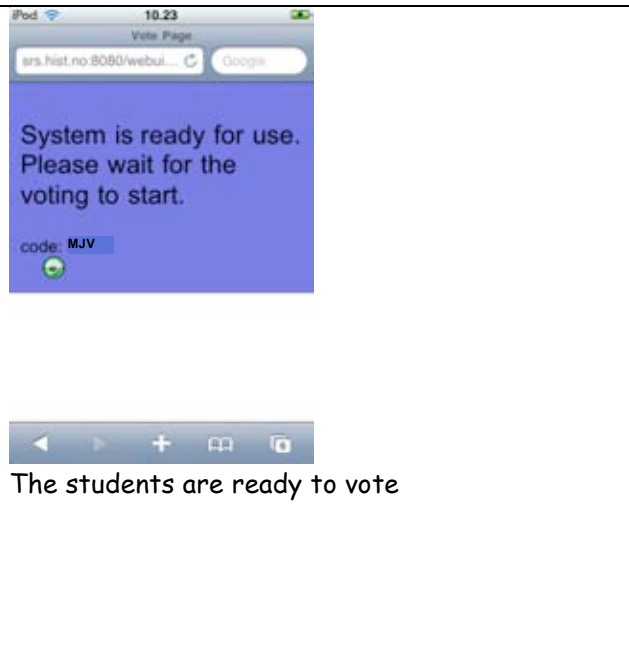 iPod 10.23
Vote Page
srs.hist.no:8080/webui... Google
System is ready for use.
Please wait for the
voting to start.
code: MJV
The students are ready to vote